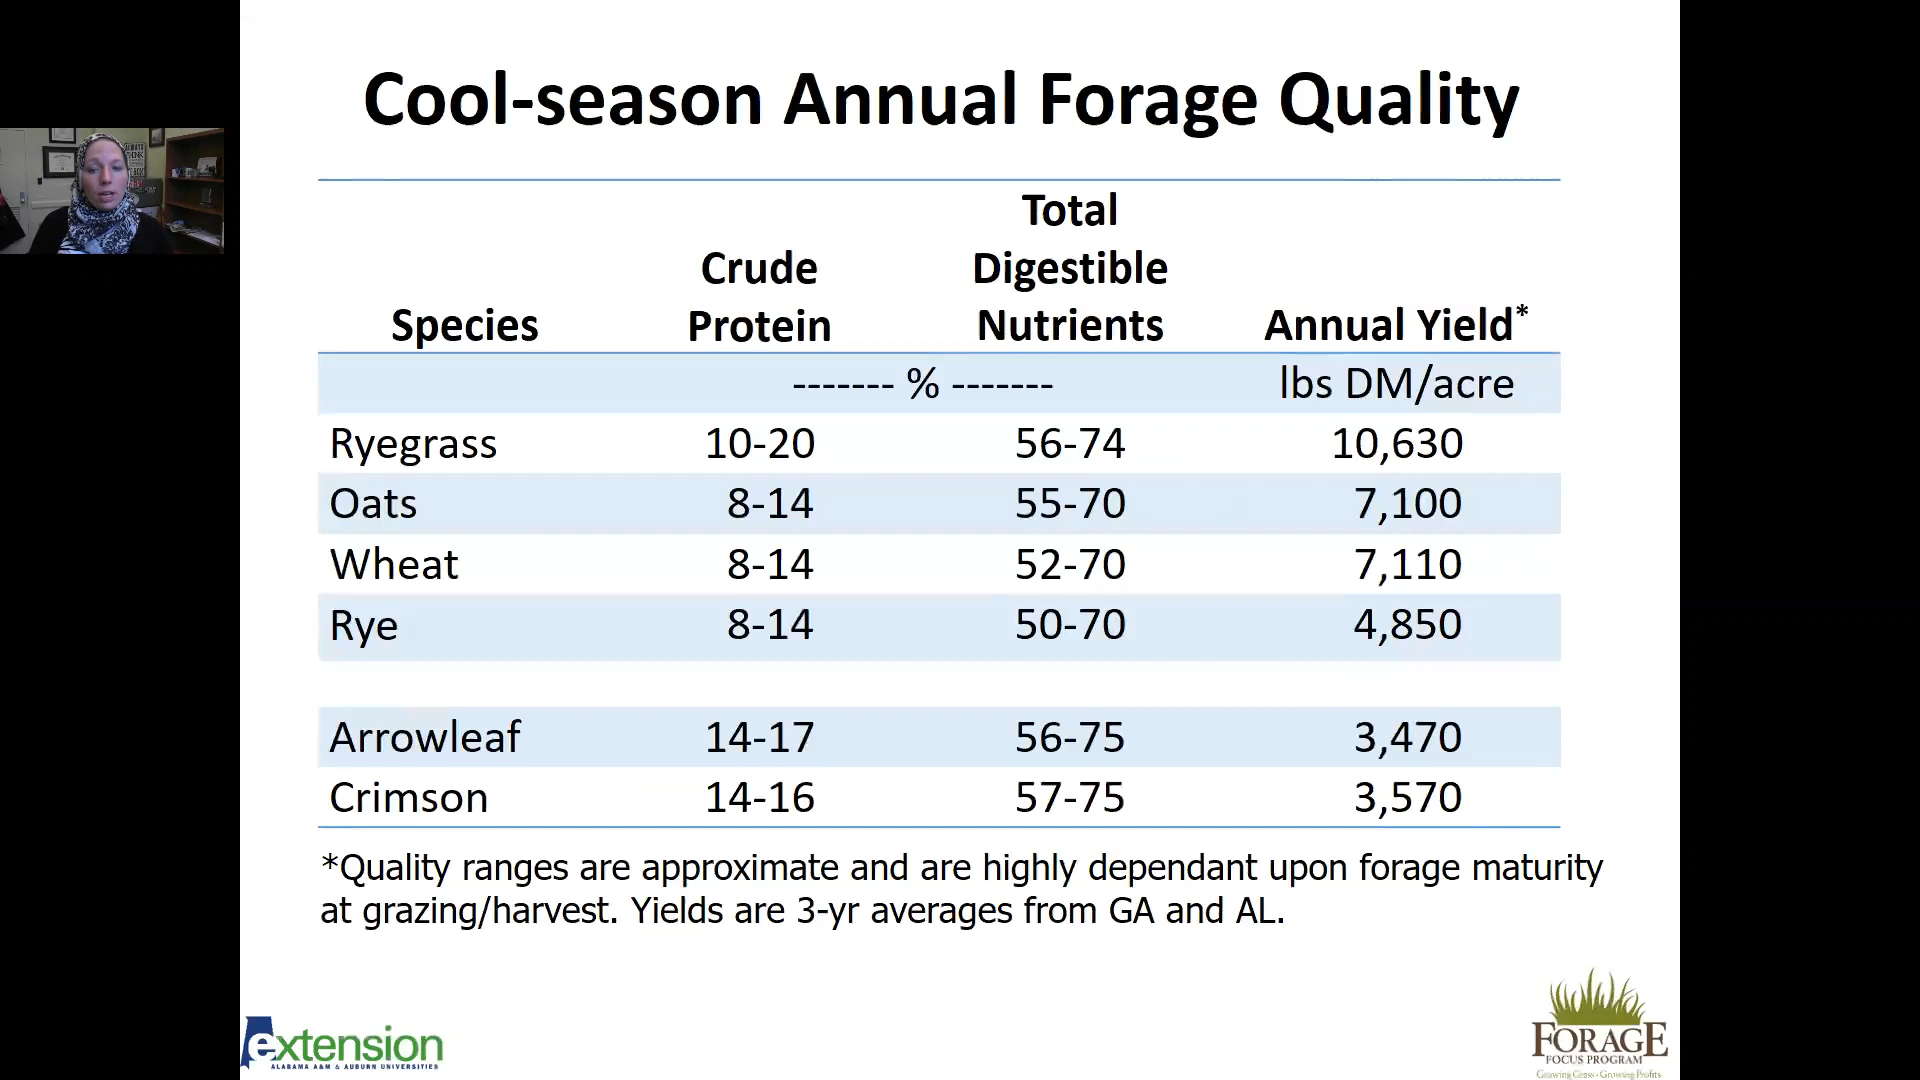 Cool-season Annual Forage Quality
Species Crude Protein Total Digestible Nutrients Annual Yield*
------- % ------- lbs DM/acre
Ryegrass 10-20 56-74 10,630
Oats 8-14 55-70 7,100
Wheat 8-14 52-70 7,110
Rye 8-14 50-70 4,850
Arrowleaf 14-17 56-75 3,470
Crimson 14-16 57-75 3,570
*Quality ranges are approximate and are highly dependant upon forage maturity
at grazing/harvest. Yields are 3-yr averages from GA and AL.
extension
ALABAMA A&M & AUBURN UNIVERSITIES
FORAGE
FOCUS PROGRAM
Growing Grass - Growing Profits